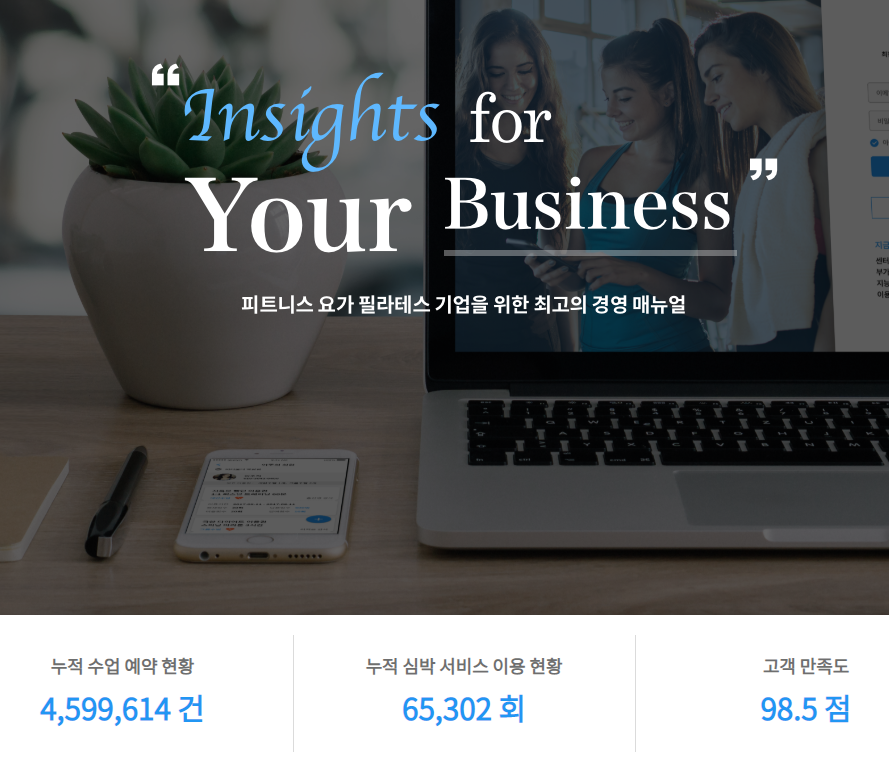 “Insights for
Your Business”
피트니스 요가 필라테스 기업을 위한 최고의 경영 매뉴얼
누적 수업 예약 현황
4,599,614 건
누적 심박 서비스 이용 현황
65,302 회
고객 만족도
98.5 점